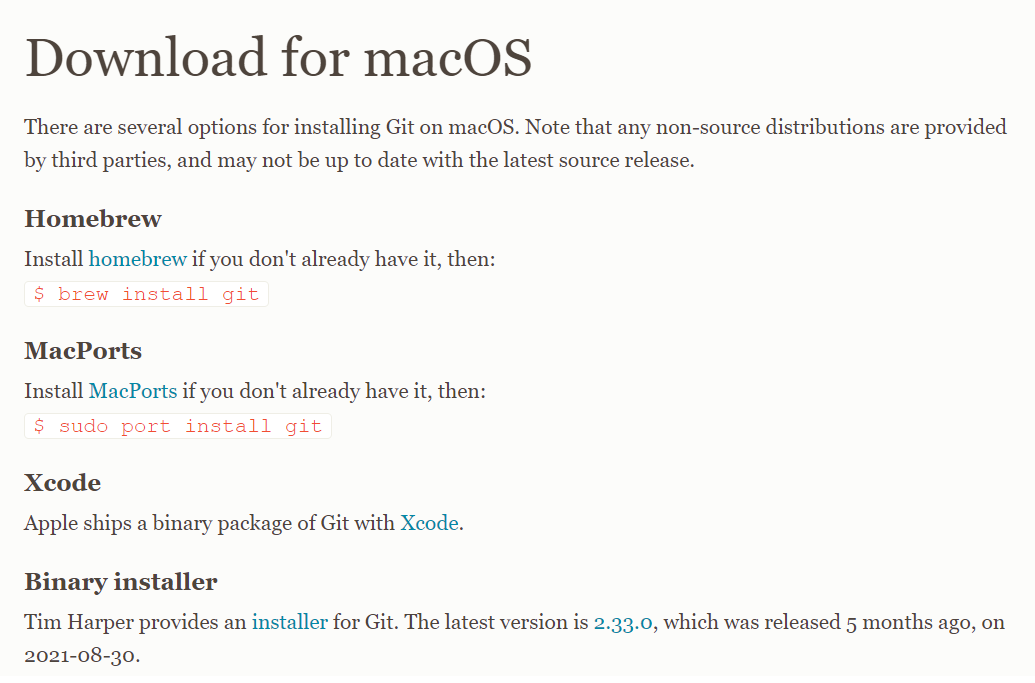 Download for macOS
There are several options for installing Git on macOS. Note that any non-source distributions are provided
by third parties, and may not be up to date with the latest source release.
Homebrew
Install homebrew if you don't already have it, then:
$ brew install git
MacPorts
Install MacPorts if you don't already have it, then:
$ sudo port install git
Xcode
Apple ships a binary package of Git with Xcode.
Binary installer
Tim Harper provides an installer for Git. The latest version is 2.33.0, which was released 5 months ago, on
2021-08-30.